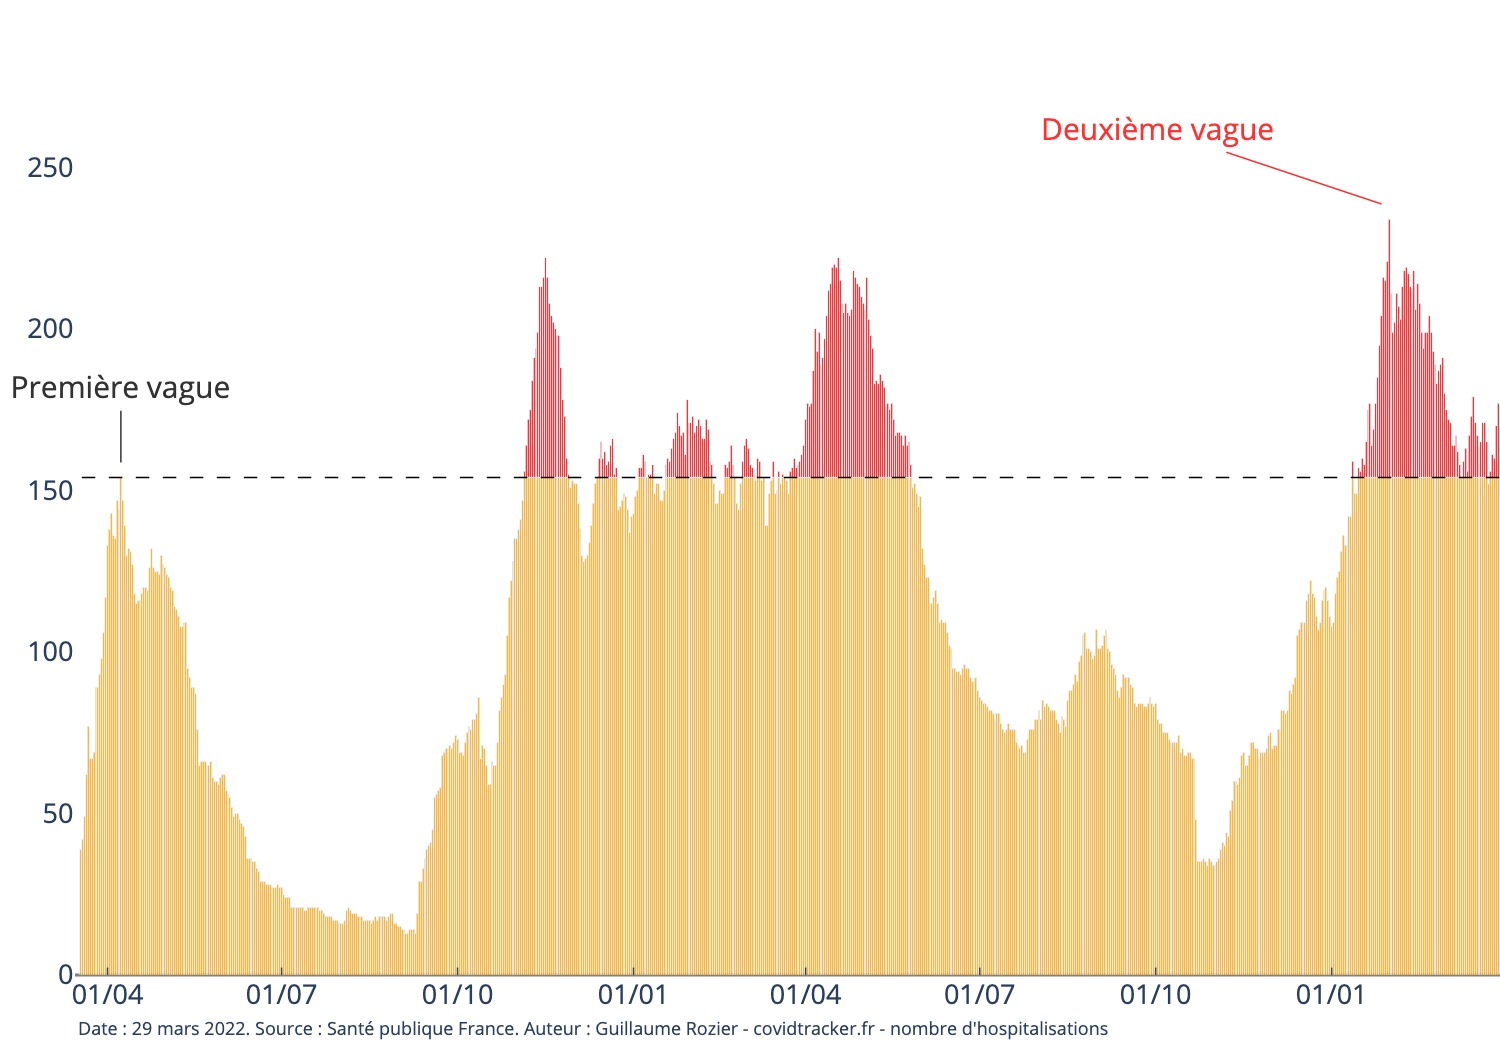 Deuxième vague
250
200
Première vague
150
100
50
0
01/04 01/07 01/10 01/01 01/04 01/07 01/10 01/01
Date : 29 mars 2022. Source : Santé publique France. Auteur : Guillaume Rozier - covidtracker.fr - nombre d'hospitalisations